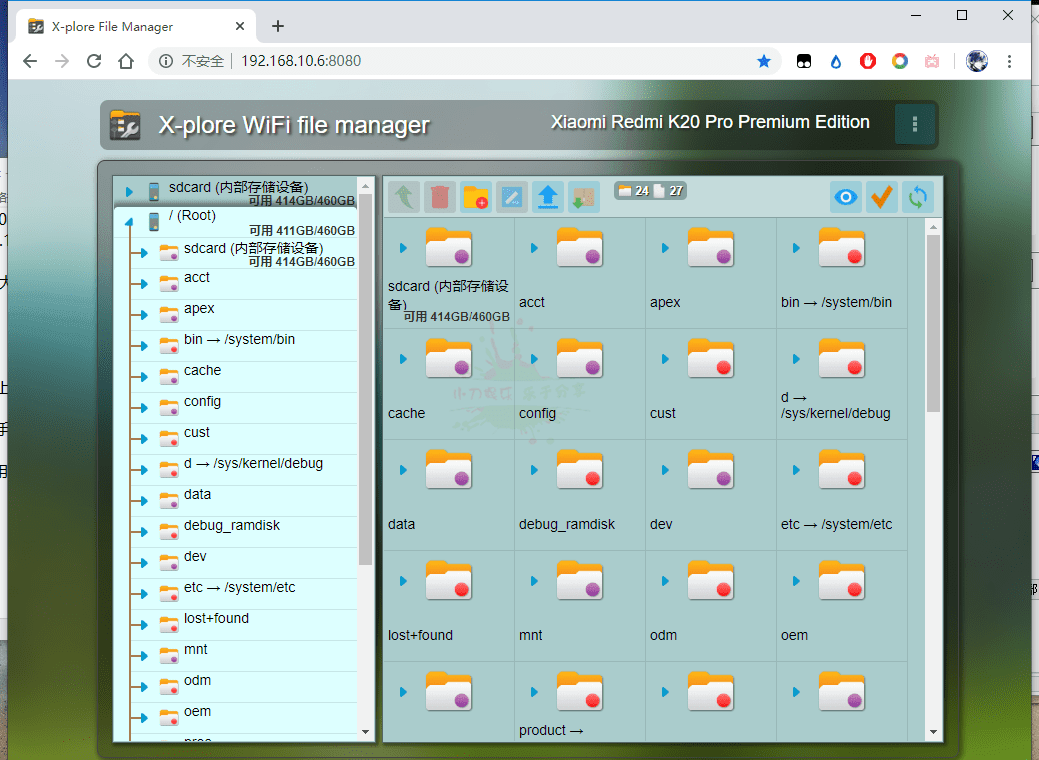 X-plore File Manager
不安全
192.168.10.6:8080
X-plore WiFi file manager
Xiaomi Redmi K20 Pro Premium Edition
sdcard (内部存储设备)
可用 414GB/460GB
/ (Root)
可用 411GB/460GB
sdcard (内部存储设备)
可用 414GB/460GB
acct
apex
bin → /system/bin
cache
config
cust
d → /sys/kernel/debug
data
debug_ramdisk
dev
etc → /system/etc
lost+found
mnt
odm
oem
24 27
sdcard (内部存储设
备)
可用 414GB/460GB
acct
apex
bin → /system/bin
cache
config
cust
d →
/sys/kernel/debug
data
debug_ramdisk
dev
etc → /system/etc
lost+found
mnt
odm
oem
product →